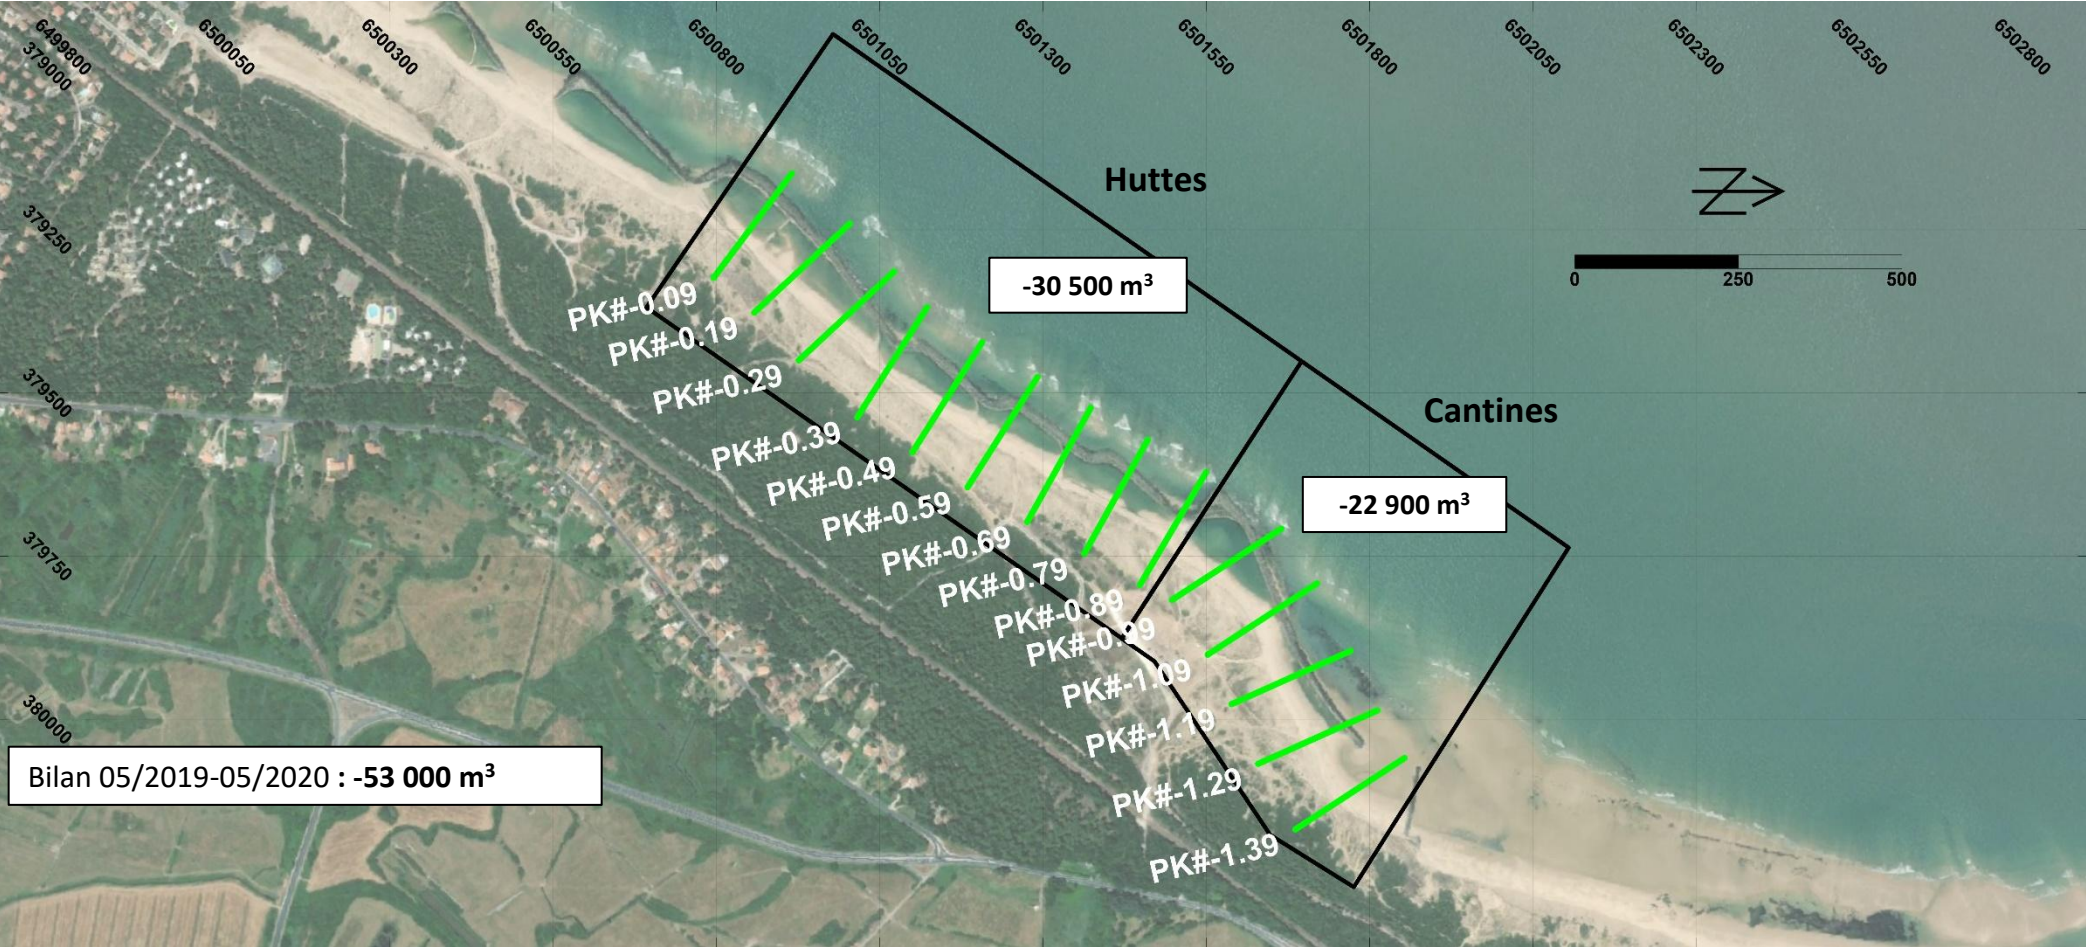 6499800
6500050
6500300
6500550
6500800
6501050
6501300
6501550
6501800
6502050
6502300
6502550
6502800
379000
379250
379500
379750
380000
Huttes
-30 500 m³
Cantines
-22 900 m³
N
0
250
500
PK#-0.09
PK#-0.19
PK#-0.29
PK#-0.39
PK#-0.49
PK#-0.59
PK#-0.69
PK#-0.79
PK#-0.89
PK#-0.99
PK#-1.09
PK#-1.19
PK#-1.29
PK#-1.39
Bilan 05/2019-05/2020 : -53 000 m³